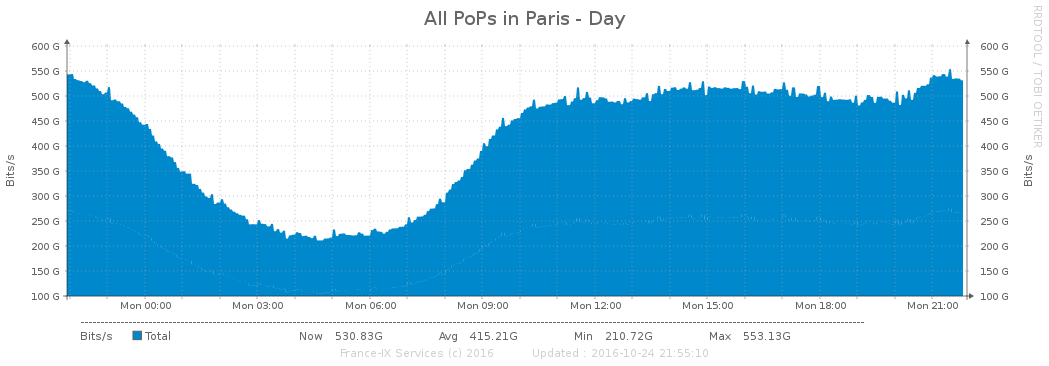 All PoPs in Paris - Day
RRDTOOL / TOBI OETIKER
600 G 600 G
550 G 550 G
500 G 500 G
450 G 450 G
400 G 400 G
350 G 350 G
300 G 300 G
250 G 250 G
200 G 200 G
150 G 150 G
100 G 100 G
Bits/s
Bits/s
Mon 00:00 Mon 03:00 Mon 06:00 Mon 09:00 Mon 12:00 Mon 15:00 Mon 18:00 Mon 21:00
Bits/s Total Now 530.83G Avg 415.21G Min 210.72G Max 553.13G
France-IX Services (c) 2016 Updated : 2016-10-24 21:55:10